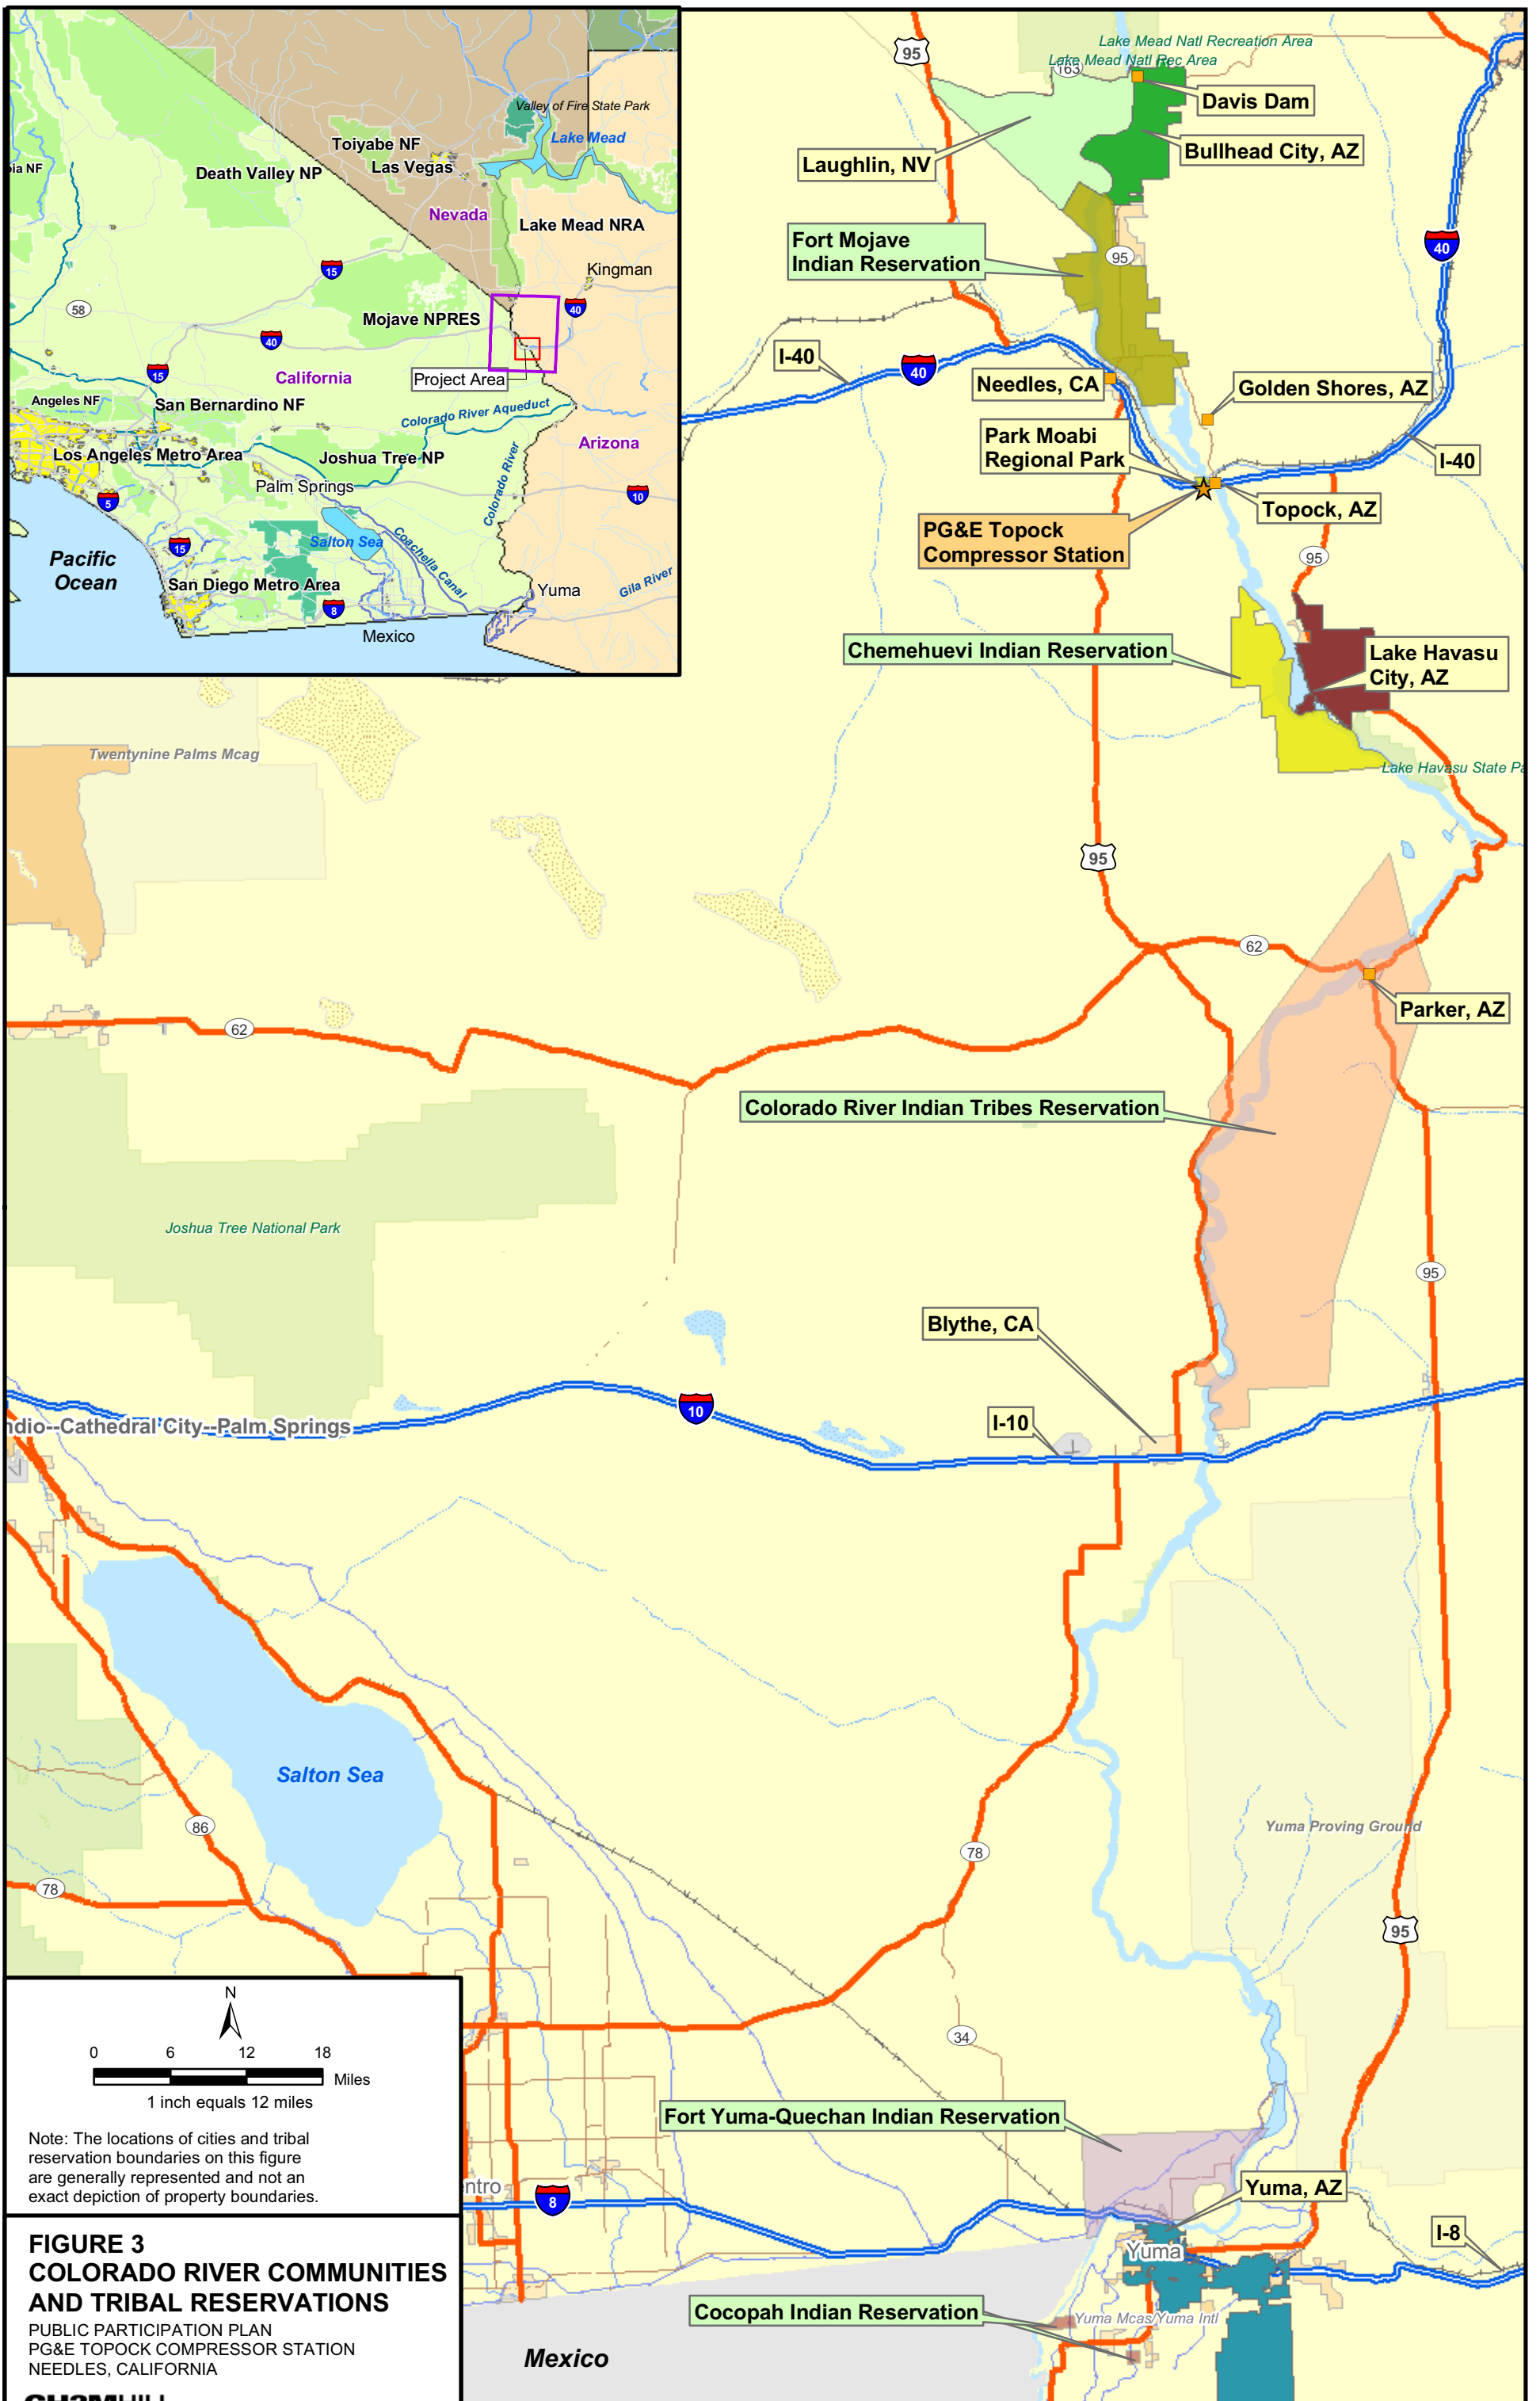 Valley of Fire State Park
Lake Mead
Toiyabe NF
Las Vegas
Death Valley NP
Nevada
Lake Mead NRA
Kingman
15
58
40
Mojave NPRES
40
15
California
Project Area
Angeles NF
San Bernardino NF
Colorado River Aqueduct
Arizona
Los Angeles Metro Area
Joshua Tree NP
Colorado River
Palm Springs
10
5
Salton Sea
Coachella Canal
15
Pacific
Ocean
San Diego Metro Area
Yuma
Gila River
8
Mexico
95
Lake Mead Natl Recreation Area
Lake Mead Natl Rec Area
163
Davis Dam
Bullhead City, AZ
Laughlin, NV
Fort Mojave
Indian Reservation
95
40
I-40
40
Needles, CA
Golden Shores, AZ
Park Moabi
Regional Park
I-40
Topock, AZ
PG&E Topock
Compressor Station
95
Chemehuevi Indian Reservation
Lake Havasu
City, AZ
Lake Havasu State Pa
Twentynine Palms Mcag
95
62
Parker, AZ
62
Colorado River Indian Tribes Reservation
Joshua Tree National Park
95
Blythe, CA
10
I-10
ndio--Cathedral City--Palm Springs
Salton Sea
86
78
78
Yuma Proving Ground
95
34
N
0 6 12 18
Miles
1 inch equals 12 miles
Note: The locations of cities and tribal
reservation boundaries on this figure
are generally represented and not an
exact depiction of property boundaries.
Fort Yuma-Quechan Indian Reservation
entro
8
Yuma, AZ
I-8
Yuma
Cocopah Indian Reservation
Yuma Mcas/Yuma Intl
Mexico
FIGURE 3
COLORADO RIVER COMMUNITIES
AND TRIBAL RESERVATIONS
PUBLIC PARTICIPATION PLAN
PG&E TOPOCK COMPRESSOR STATION
NEEDLES, CALIFORNIA
CH2MHILL